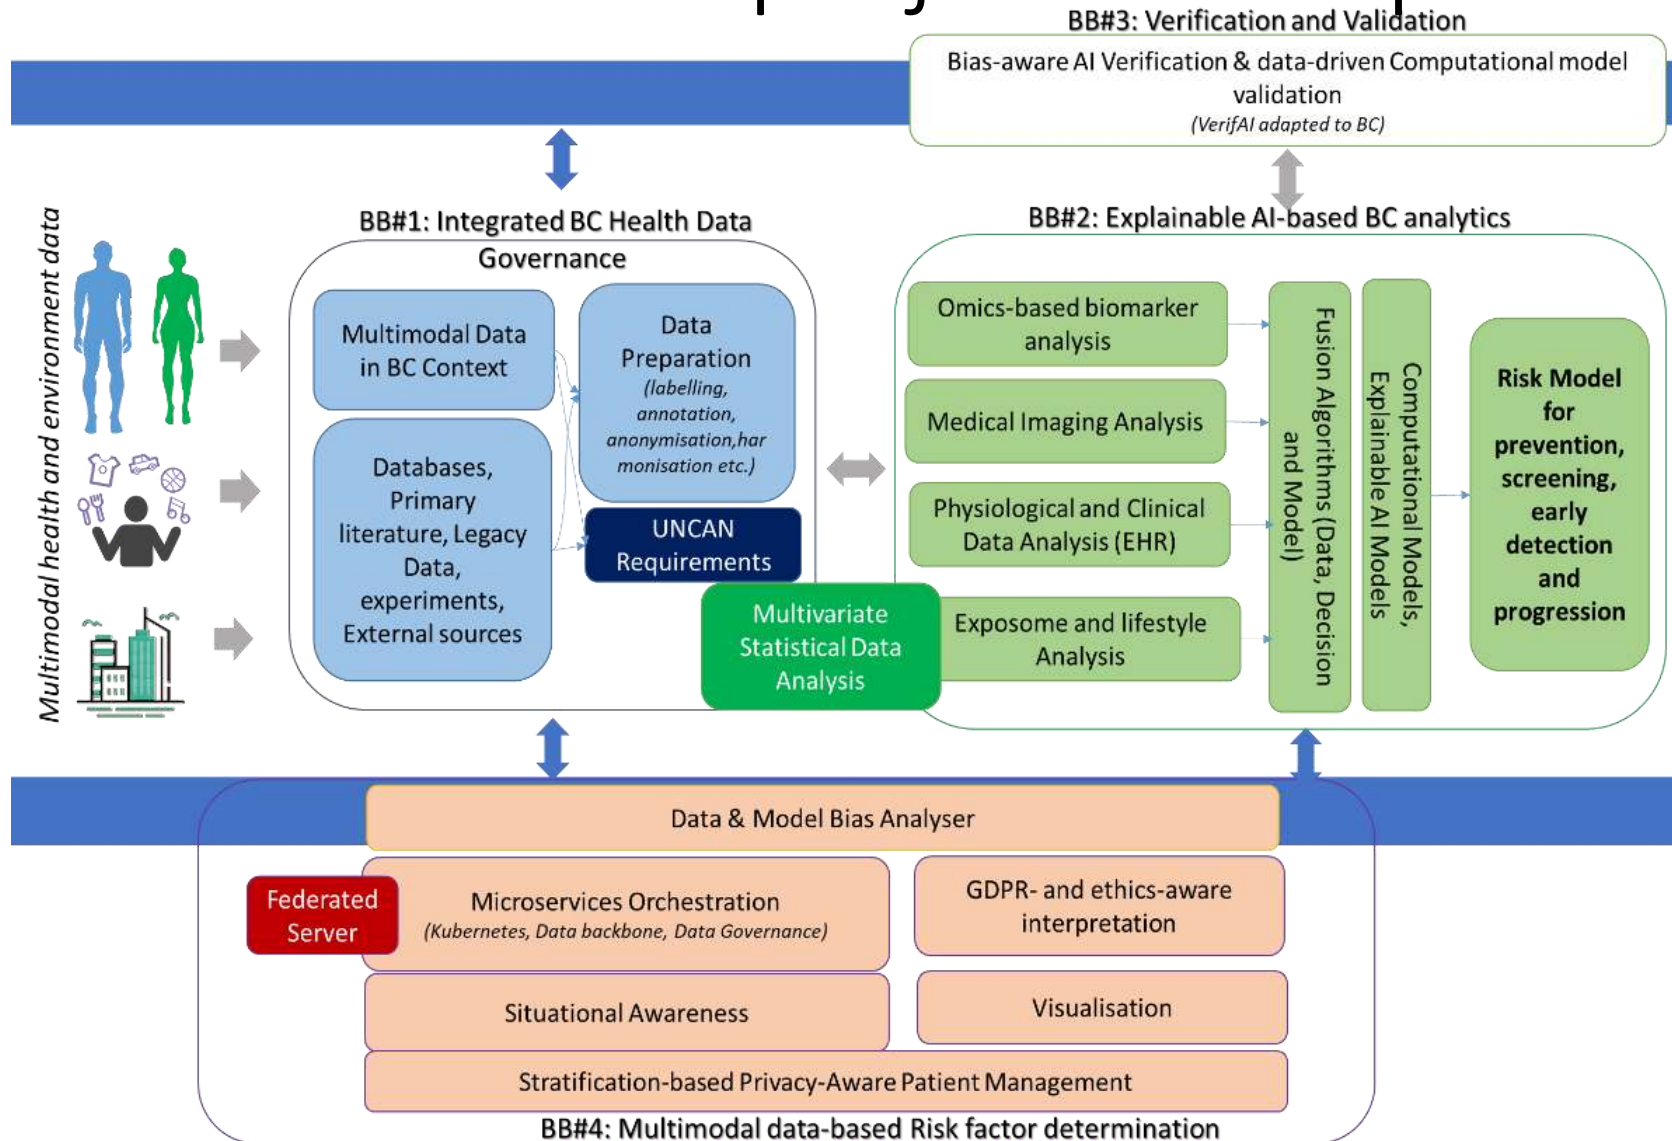 BB#3: Verification and Validation
Bias-aware AI Verification & data-driven Computational model
validation
(VerifAI adapted to BC)
Multimodal health and environment data
BB#1: Integrated BC Health Data
Governance
Multimodal Data
in BC Context
Data
Preparation
(labelling,
annotation,
anonymisation,har
monisation etc.)
Databases,
Primary
literature, Legacy
Data,
experiments,
External sources
UNCAN
Requirements
Multivariate
Statistical Data
Analysis
BB#2: Explainable AI-based BC analytics
Omics-based biomarker
analysis
Medical Imaging Analysis
Physiological and Clinical
Data Analysis (EHR)
Exposome and lifestyle
Analysis
Fusion Algorithms (Data, Decision
and Model)
Computational Models,
Explainable AI Models
Risk Model
for
prevention,
screening,
early
detection
and
progression
Data & Model Bias Analyser
Federated
Server
Microservices Orchestration
(Kubernetes, Data backbone, Data Governance)
GDPR- and ethics-aware
interpretation
Situational Awareness
Visualisation
Stratification-based Privacy-Aware Patient Management
BB#4: Multimodal data-based Risk factor determination